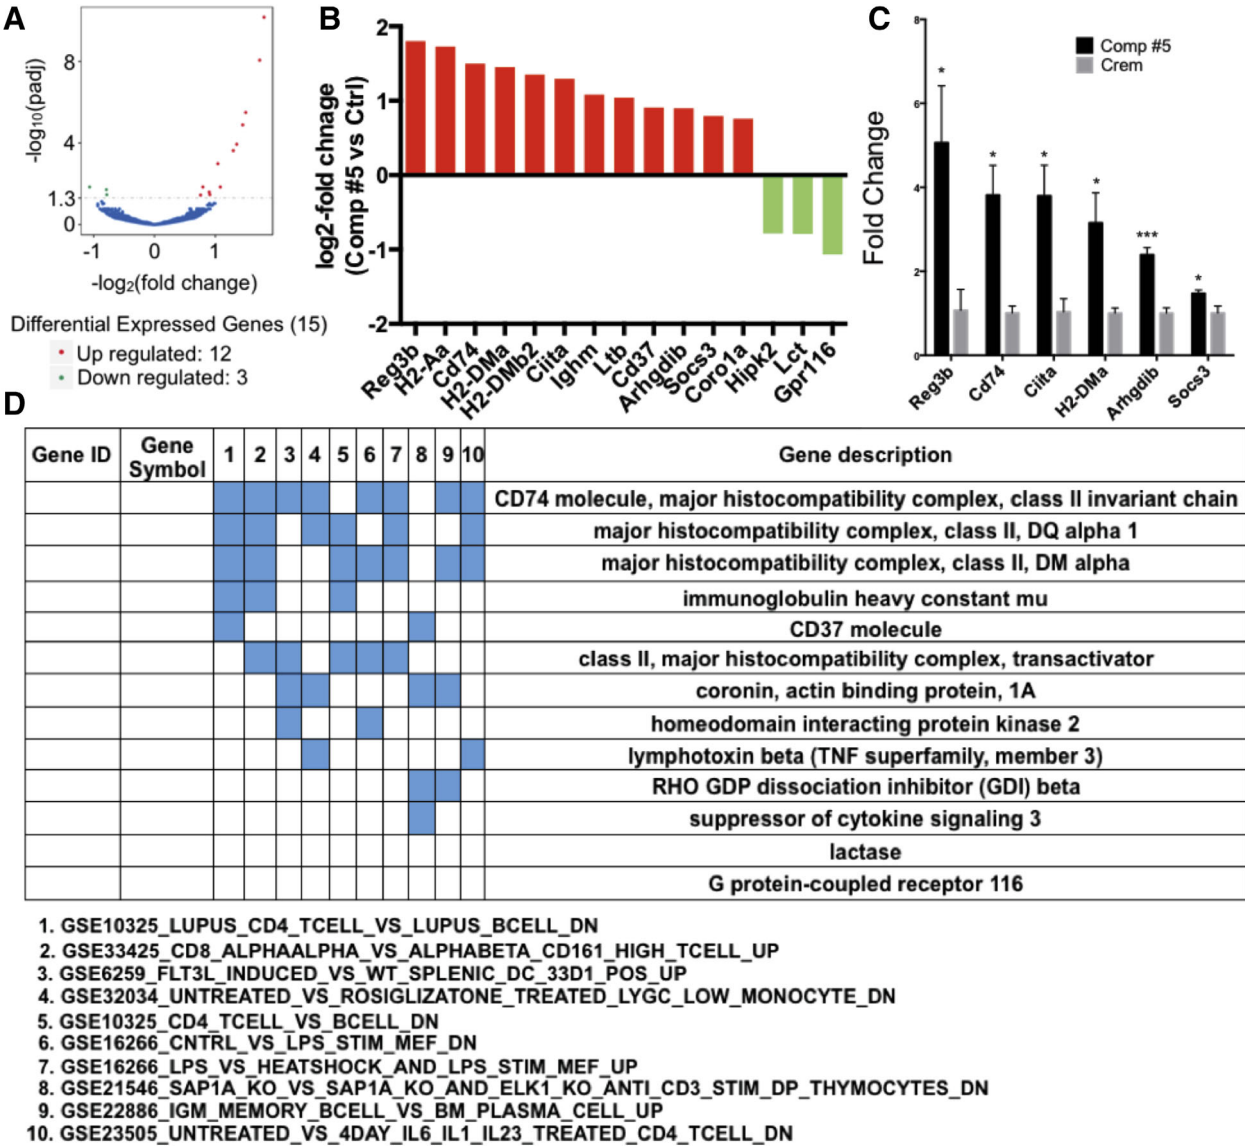 A
-log10(padj)
8
4
1.3
0
-1 0 1
-log2(fold change)
Differential Expressed Genes (15)
Up regulated: 12
Down regulated: 3
B
log2-fold chnage
(Comp #5 vs Ctrl)
2
1
0
-1
-2
Reg3b
H2-Aa
Cd74
H2-DMa
H2-DMb2
Ciita
Ighm
Ltb
Cd37
Arhgdib
Socs3
Coro1a
Hipk2
Lct
Gpr116
C
Fold Change
8
6
4
2
0
Comp #5
Crem
*
*
*
*
***
*
Reg3b
Cd74
Ciita
H2-DMa
Arhgdib
Socs3
D
Gene ID Gene Symbol 1 2 3 4 5 6 7 8 9 10 Gene description
CD74 molecule, major histocompatibility complex, class II invariant chain
major histocompatibility complex, class II, DQ alpha 1
major histocompatibility complex, class II, DM alpha
immunoglobulin heavy constant mu
CD37 molecule
class II, major histocompatibility complex, transactivator
coronin, actin binding protein, 1A
homeodomain interacting protein kinase 2
lymphotoxin beta (TNF superfamily, member 3)
RHO GDP dissociation inhibitor (GDI) beta
suppressor of cytokine signaling 3
lactase
G protein-coupled receptor 116
1. GSE10325_LUPUS_CD4_TCELL_VS_LUPUS_BCELL_DN
2. GSE33425_CD8_ALPHAALPHA_VS_ALPHABETA_CD161_HIGH_TCELL_UP
3. GSE6259_FLT3L_INDUCED_VS_WT_SPLENIC_DC_33D1_POS_UP
4. GSE32034_UNTREATED_VS_ROSIGLIZATONE_TREATED_LYGC_LOW_MONOCYTE_DN
5. GSE10325_CD4_TCELL_VS_BCELL_DN
6. GSE16266_CNTRL_VS_LPS_STIM_MEF_DN
7. GSE16266_LPS_VS_HEATSHOCK_AND_LPS_STIM_MEF_UP
8. GSE21546_SAP1A_KO_VS_SAP1A_KO_AND_ELK1_KO_ANTI_CD3_STIM_DP_THYMOCYTES_DN
9. GSE22886_IGM_MEMORY_BCELL_VS_BM_PLASMA_CELL_UP
10. GSE23505_UNTREATED_VS_4DAY_IL6_IL1_IL23_TREATED_CD4_TCELL_DN